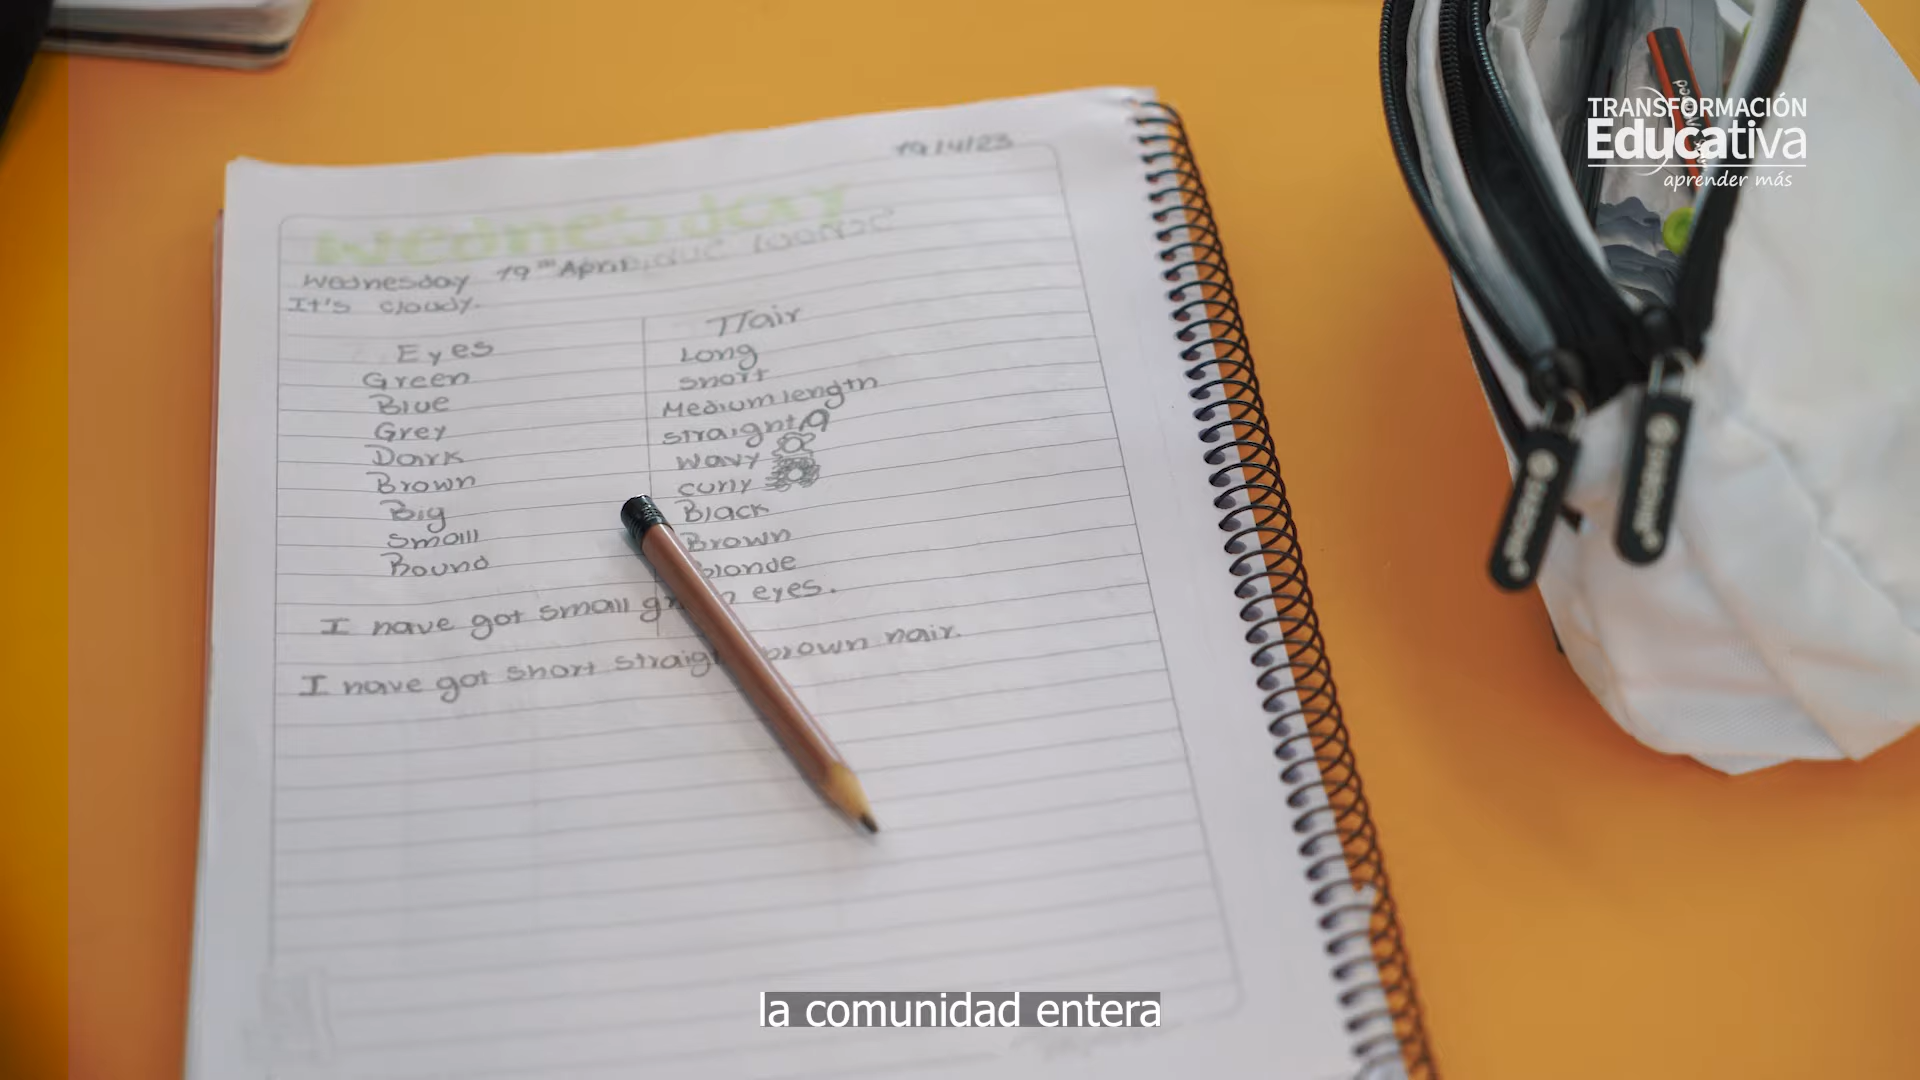 19/4/23
Wednesday
Wednesday 19th April
It's cloudy.
Eyes
Green
Blue
Grey
Dark
Brown
Big
Small
Round
Hair
Long
Short
Medium length
straight
wavy
curly
Black
Brown
blonde
I have got small eyes.
I have got short straight brown hair.
TRANSFORMACIÓN
Educativa
aprender más
la comunidad entera